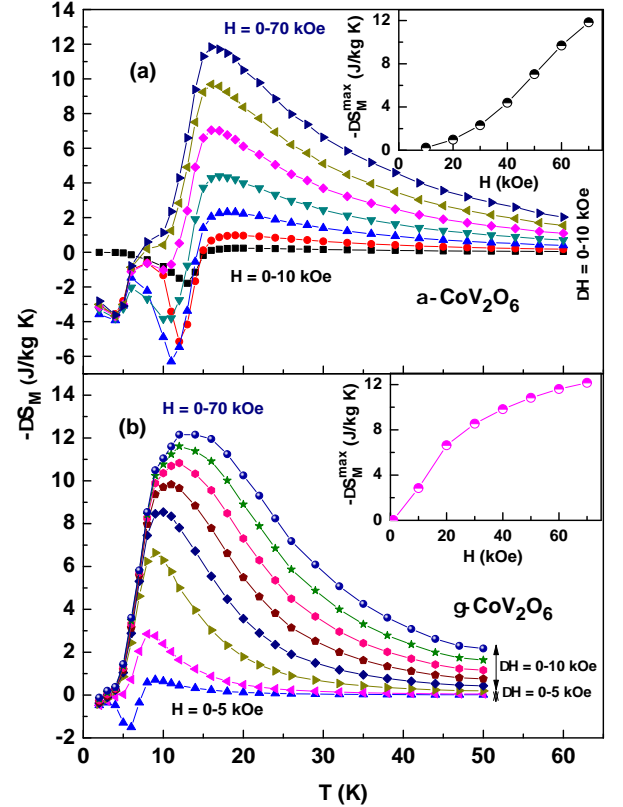 H = 0-70 kOe
(a)
H = 0-10 kOe
a-CoV2O6
DH = 0-10 kOe
14
12
10
8
6
4
2
0
-2
-4
-6
-DS_M^max (J/kg K)
12
8
4
0
0 20 40 60
H (kOe)
-DS_M (J/kg K)
H = 0-70 kOe
(b)
H = 0-5 kOe
g-CoV2O6
DH = 0-10 kOe
DH = 0-5 kOe
14
12
10
8
6
4
2
0
-2
-DS_M^max (J/kg K)
12
8
4
0
0 20 40 60
H (kOe)
0 10 20 30 40 50 60
T (K)